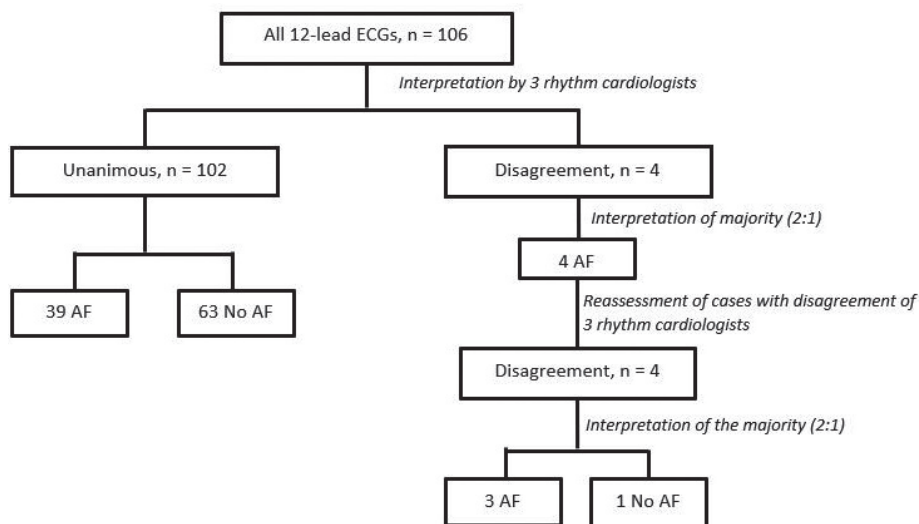 All 12-lead ECGs, n = 106
Interpretation by 3 rhythm cardiologists
Unanimous, n = 102
Disagreement, n = 4
Interpretation of majority (2:1)
4 AF
39 AF
63 No AF
Reassessment of cases with disagreement of
3 rhythm cardiologists
Disagreement, n = 4
Interpretation of the majority (2:1)
3 AF
1 No AF